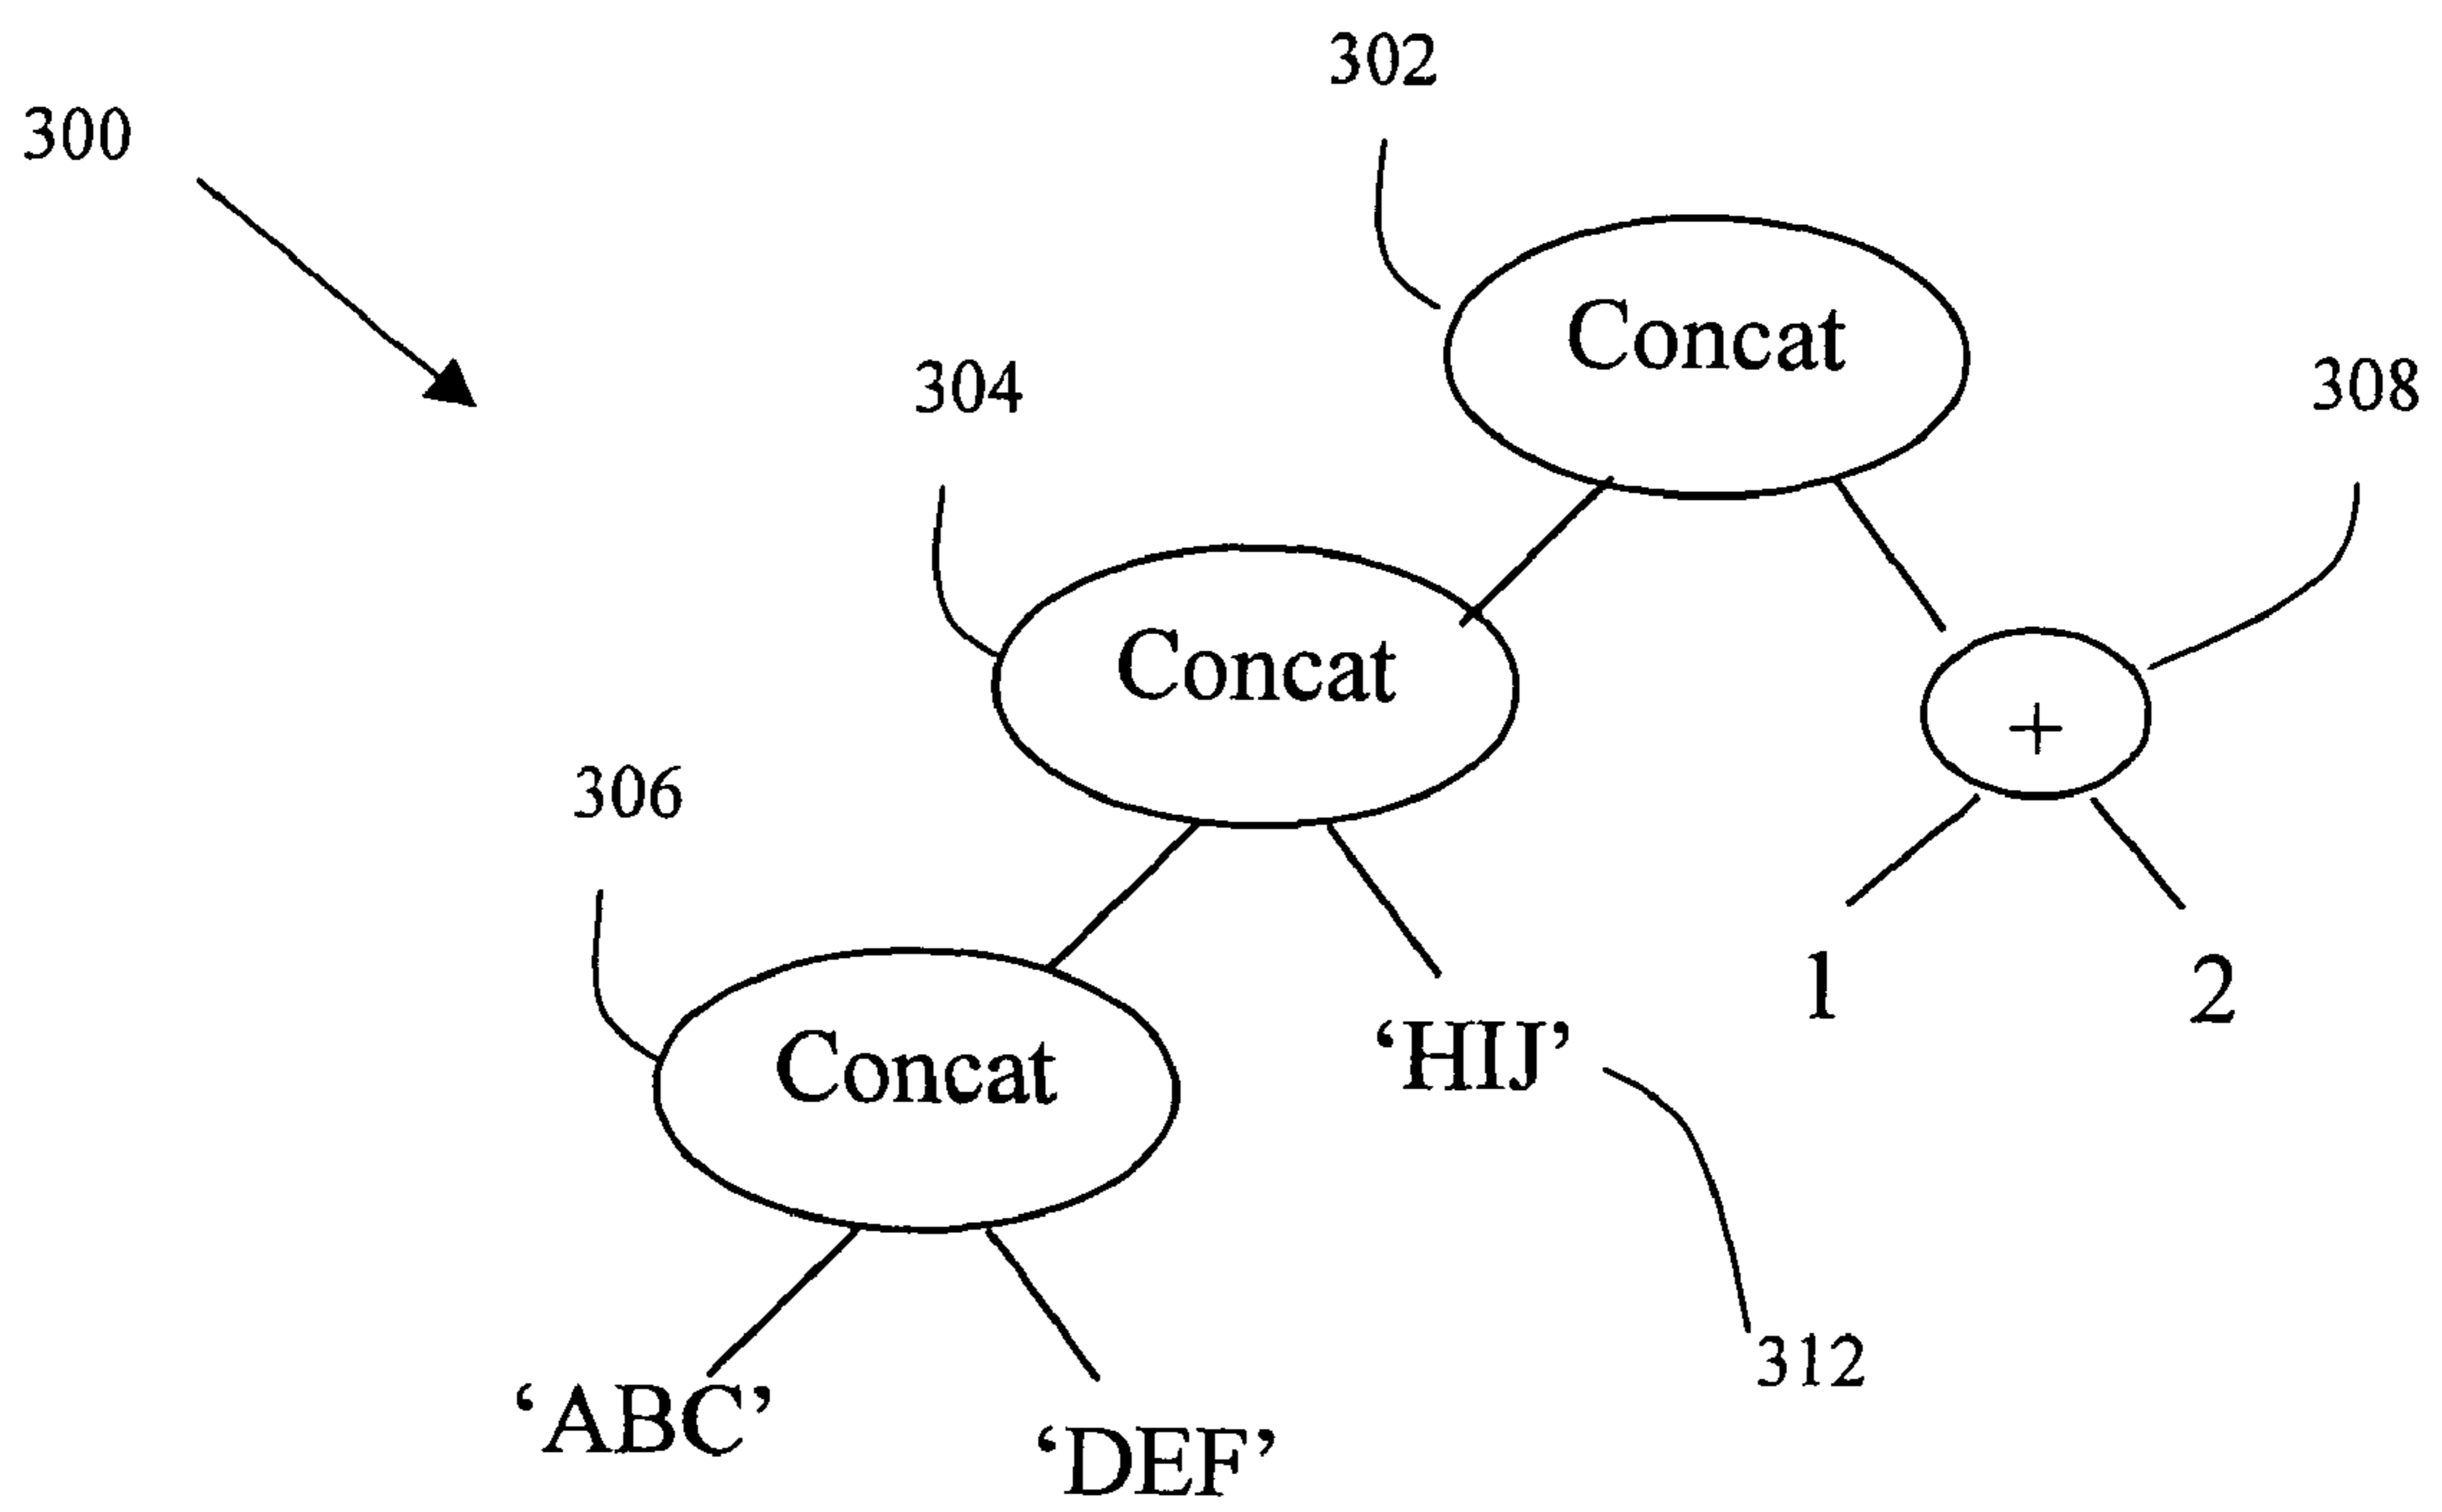 302
300
Concat
304
308
Concat
+
306
1
2
‘HIJ’
Concat
312
‘ABC’
‘DEF’